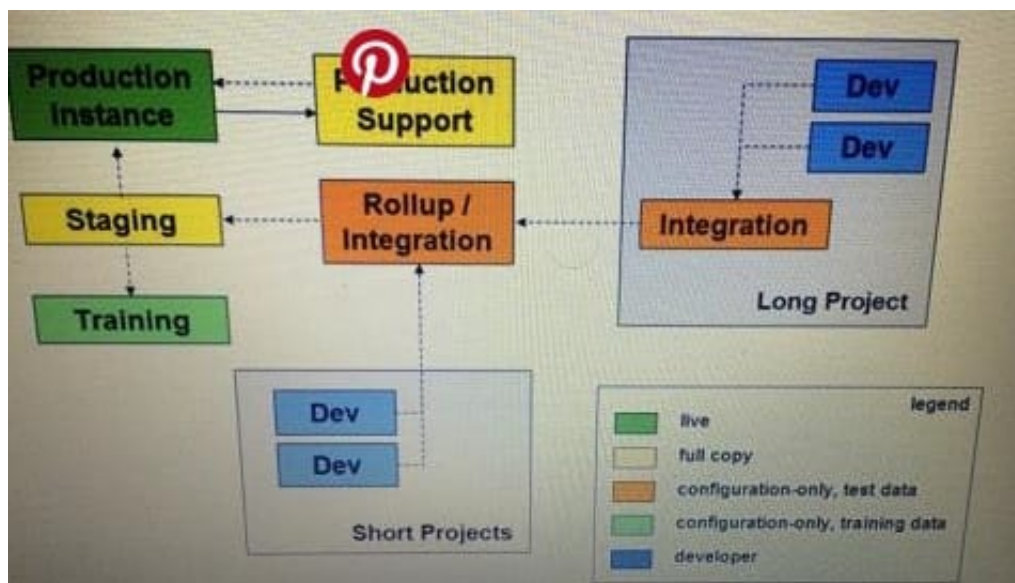 Production
Instance
Production
Support
Dev
Dev
Staging
Rollup /
Integration
Integration
Training
Long Project
Dev
Dev
Short Projects
legend
live
full copy
configuration-only, test data
configuration-only, training data
developer